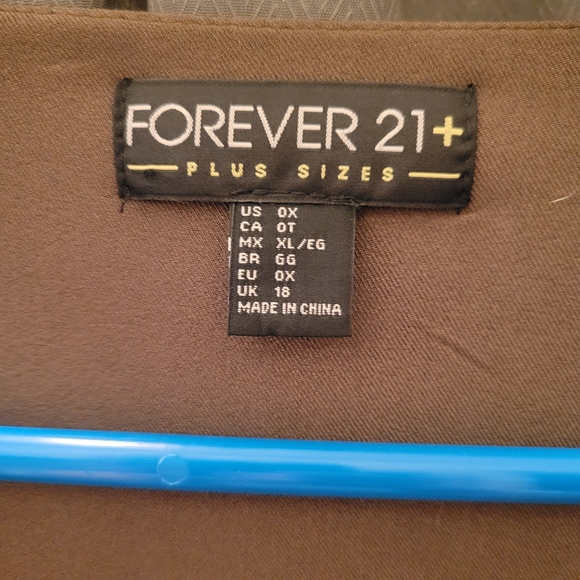 FOREVER 21+
PLUS SIZES
US 0X
CA 0T
MX XL/EG
BR GG
EU 0X
UK 18
MADE IN CHINA